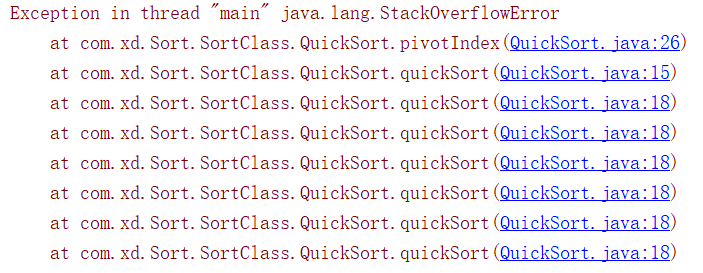 Exception in thread "main" java.lang.StackOverflowError
at com.xd.Sort.SortClass.QuickSort.pivotIndex(QuickSort.java:26)
at com.xd.Sort.SortClass.QuickSort.quickSort(QuickSort.java:15)
at com.xd.Sort.SortClass.QuickSort.quickSort(QuickSort.java:18)
at com.xd.Sort.SortClass.QuickSort.quickSort(QuickSort.java:18)
at com.xd.Sort.SortClass.QuickSort.quickSort(QuickSort.java:18)
at com.xd.Sort.SortClass.QuickSort.quickSort(QuickSort.java:18)
at com.xd.Sort.SortClass.QuickSort.quickSort(QuickSort.java:18)
at com.xd.Sort.SortClass.QuickSort.quickSort(QuickSort.java:18)